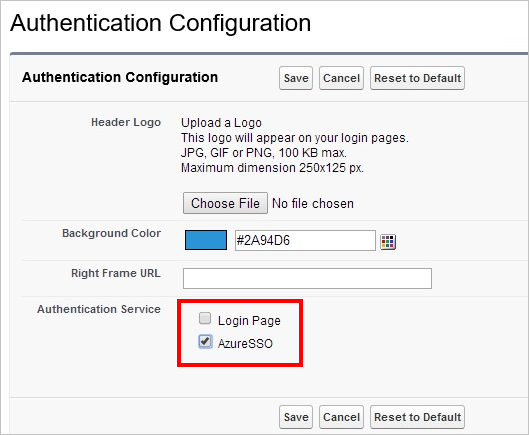 Authentication Configuration
Authentication Configuration Save Cancel Reset to Default
Header Logo Upload a Logo
This logo will appear on your login pages.
JPG, GIF or PNG, 100 KB max.
Maximum dimension 250x125 px.
Choose File No file chosen
Background Color #2A94D6
Right Frame URL
Authentication Service Login Page
AzureSSO
Save Cancel Reset to Default